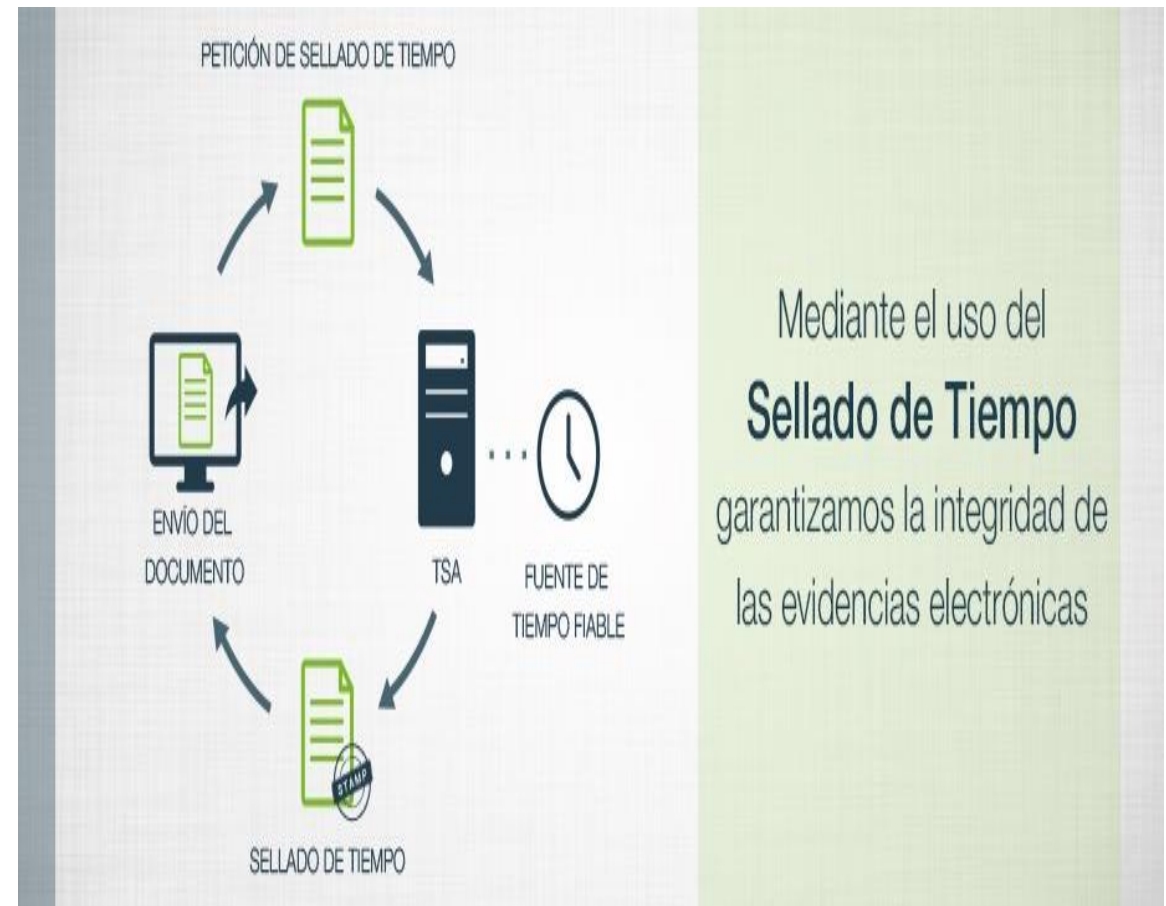 PETICIÓN DE SELLADO DE TIEMPO
ENVÍO DEL
DOCUMENTO
TSA
FUENTE DE
TIEMPO FIABLE
STAMP
SELLADO DE TIEMPO
Mediante el uso del
Sellado de Tiempo
garantizamos la integridad de
las evidencias electrónicas